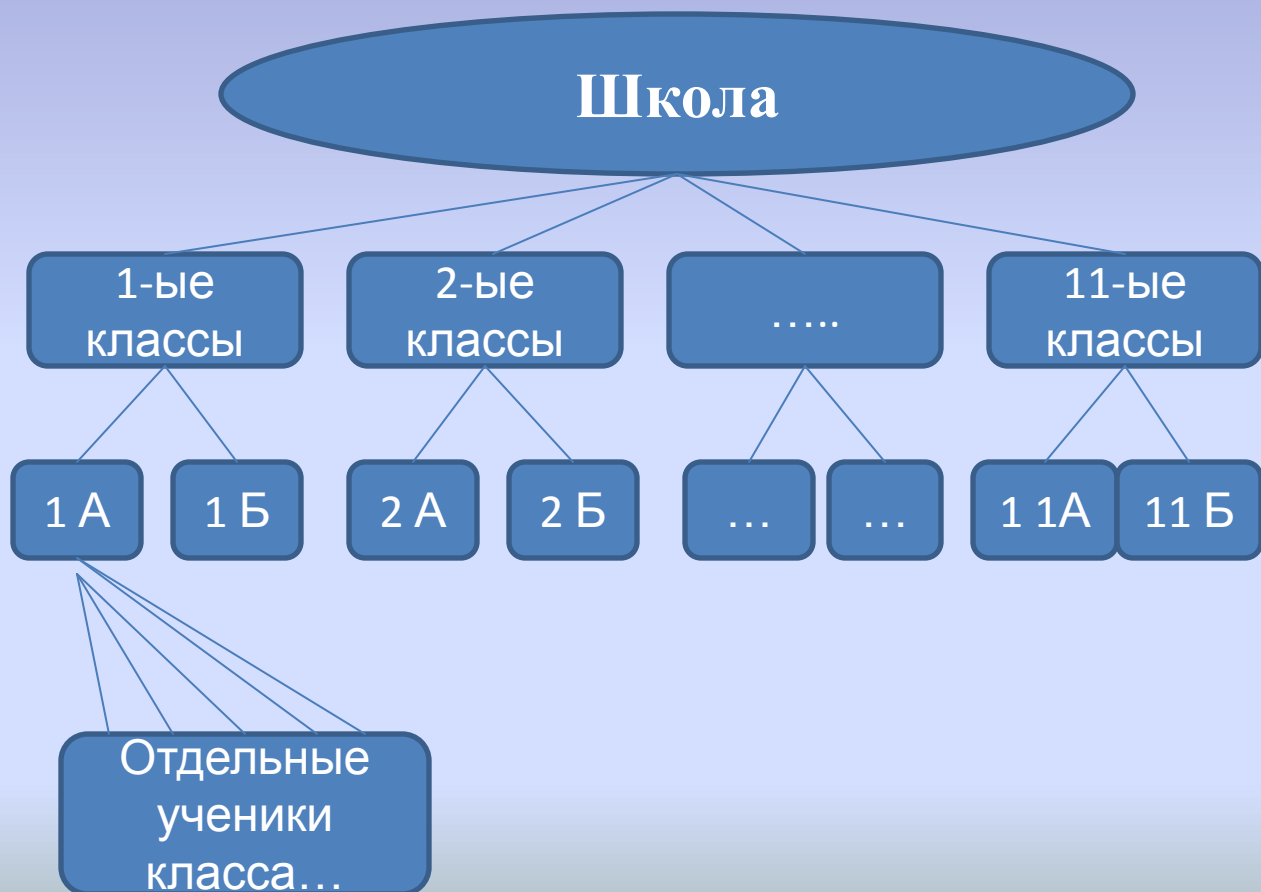 Школа
1-ые
классы
2-ые
классы
…..
11-ые
классы
1 А
1 Б
2 А
2 Б
…
…
1 1А
11 Б
Отдельные
ученики
класса…